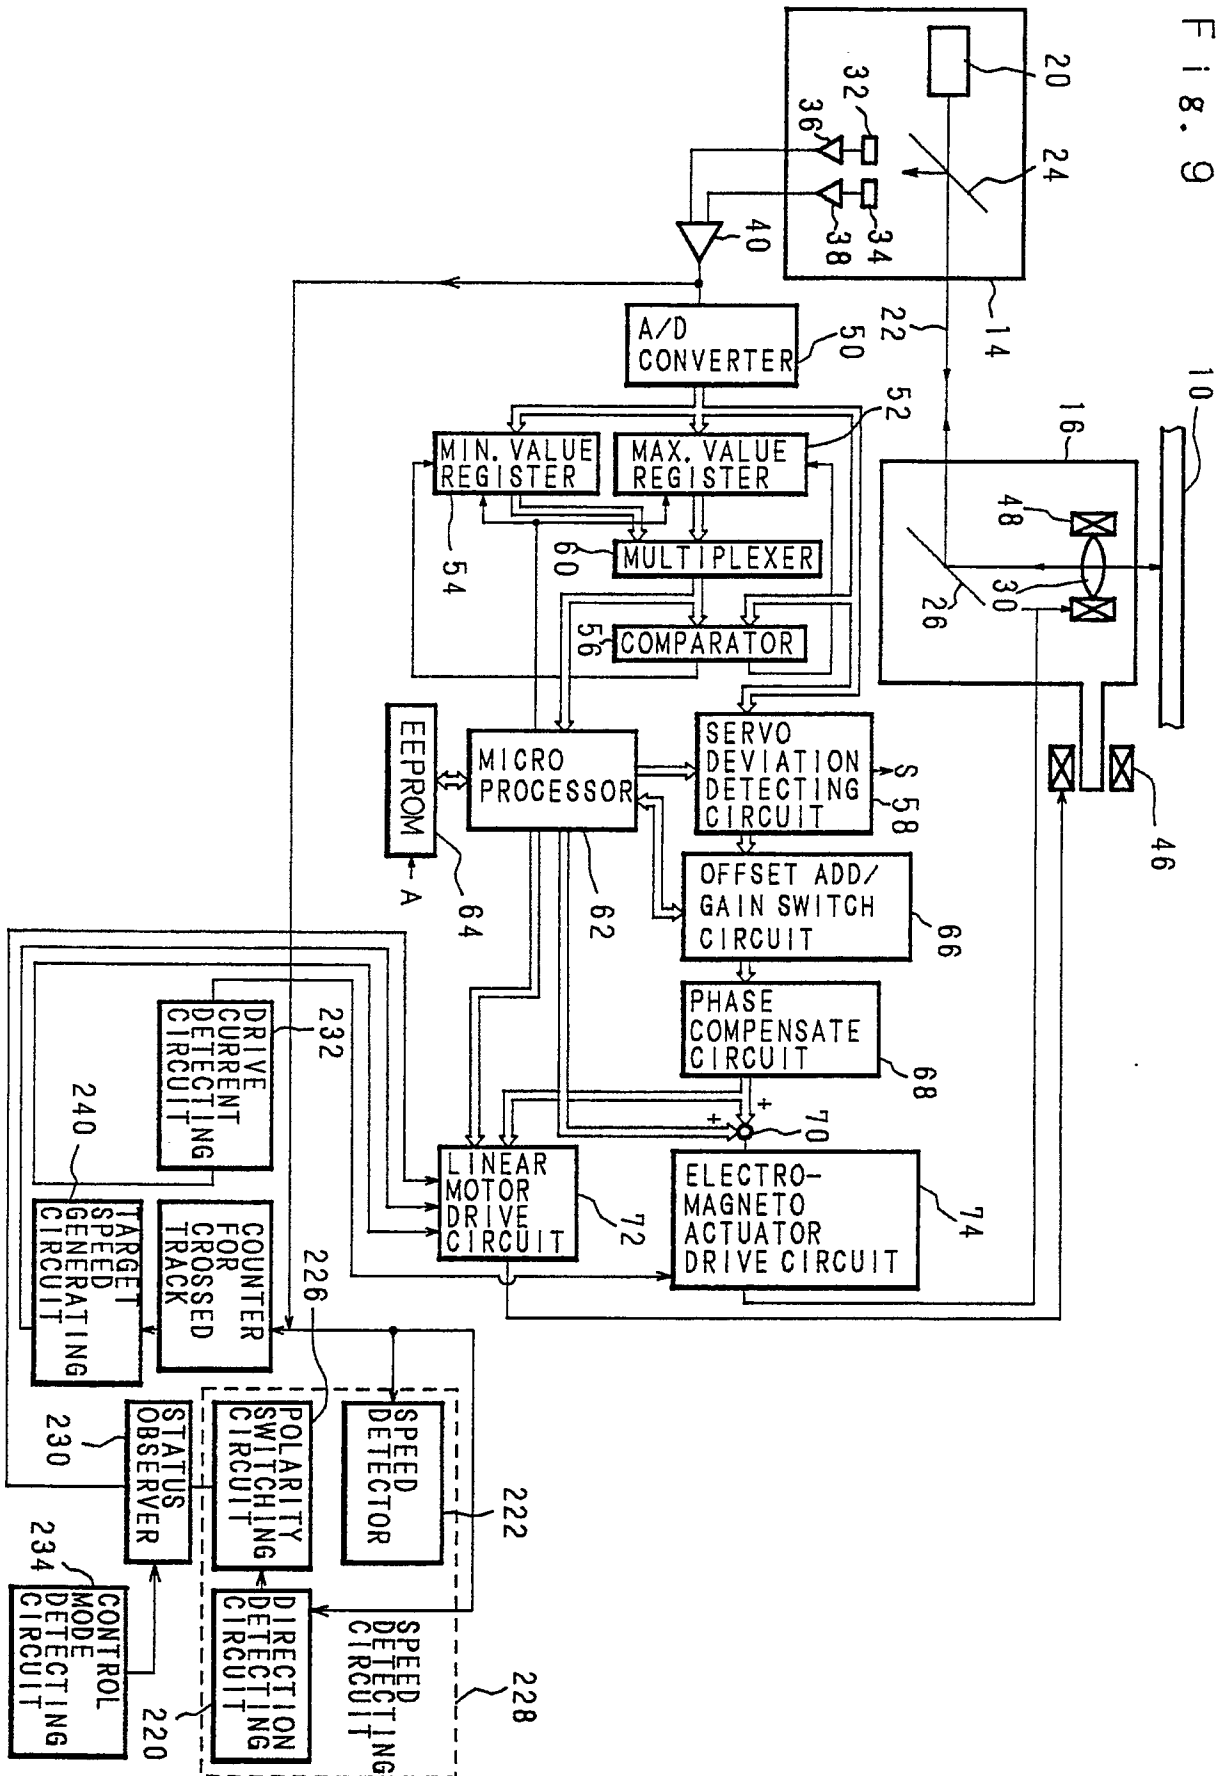 Fig. 9
10
20
24
14
22
16
48
30
26
46
32
36
34
38
40
A/D
CONVERTER
50
52
MAX. VALUE
REGISTER
MIN. VALUE
REGISTER
54
60
MULTIPLEXER
56
COMPARATOR
SERVO
DEVIATION
DETECTING
CIRCUIT
S
58
MICRO
PROCESSOR
62
EEPROM
A
64
OFFSET ADD/
GAIN SWITCH
CIRCUIT
66
PHASE
COMPENSATE
CIRCUIT
68
+
+
70
ELECTRO-
MAGNETO
ACTUATOR
DRIVE CIRCUIT
74
LINEAR
MOTOR
DRIVE
CIRCUIT
72
DRIVE
CURRENT
DETECTING
CIRCUIT
232
240
TARGET
SPEED
GENERATING
CIRCUIT
COUNTER
FOR
CROSSED
TRACK
226
SPEED
DETECTOR
222
POLARITY
SWITCHING
CIRCUIT
STATUS
OBSERVER
230
DIRECTION
DETECTING
CIRCUIT
220
SPEED
DETECTING
CIRCUIT
228
234
CONTROL
MODE
DETECTING
CIRCUIT